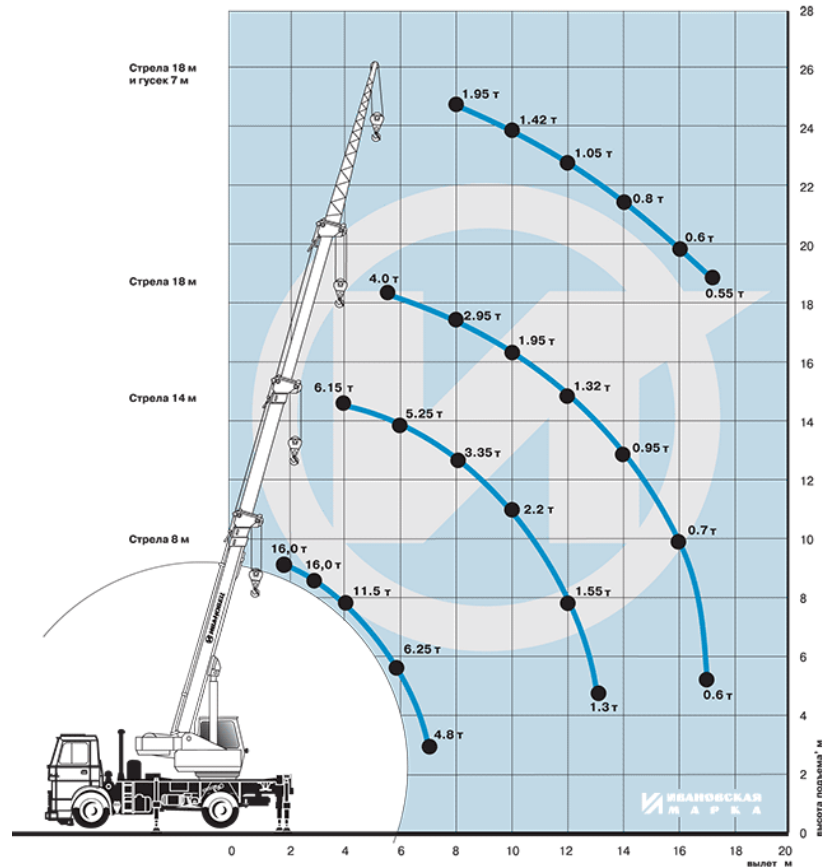 28
Стрела 18 м
и гусек 7 м
26
1.95 т
1.42 т
24
1.05 т
0.8 т
22
0.6 т
20
0.55 т
Стрела 18 м
4.0 т
18
2.95 т
1.95 т
16
1.32 т
Стрела 14 м
6.15 т
5.25 т
14
3.35 т
0.95 т
12
2.2 т
0.7 т
10
Стрела 8 м
16,0 т
16,0 т
11.5 т
1.55 т
8
ИВАНОВЕЦ
6.25 т
6
1.3 т
0.6 т
4.8 т
4
2
ИВАНОВСКАЯ
МАРКА
высота подъема* м
0
0 2 4 6 8 10 12 14 16 18 20
вылет м